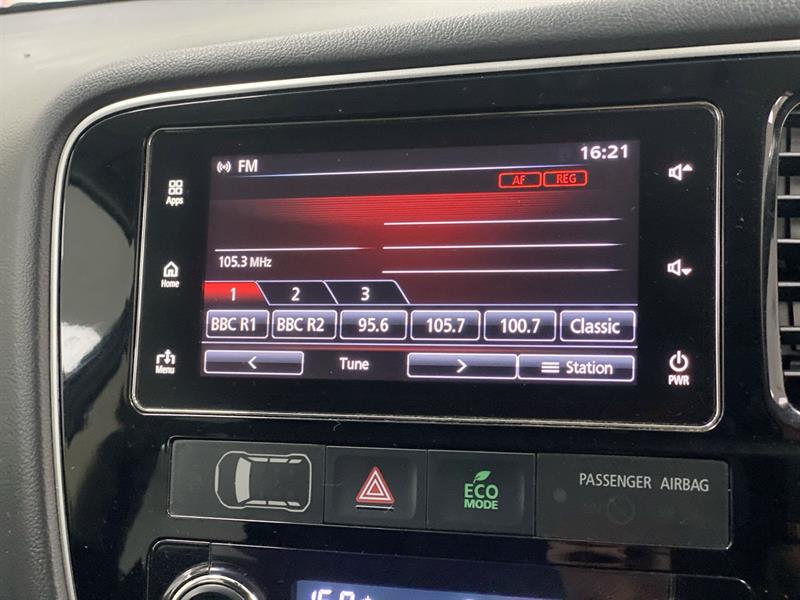 FM 16:21
AF REG
Apps
105.3 MHz
Home
1 2 3
BBC R1 BBC R2 95.6 105.7 100.7 Classic
Menu < Tune > Station PWR
ECO MODE
PASSENGER AIRBAG